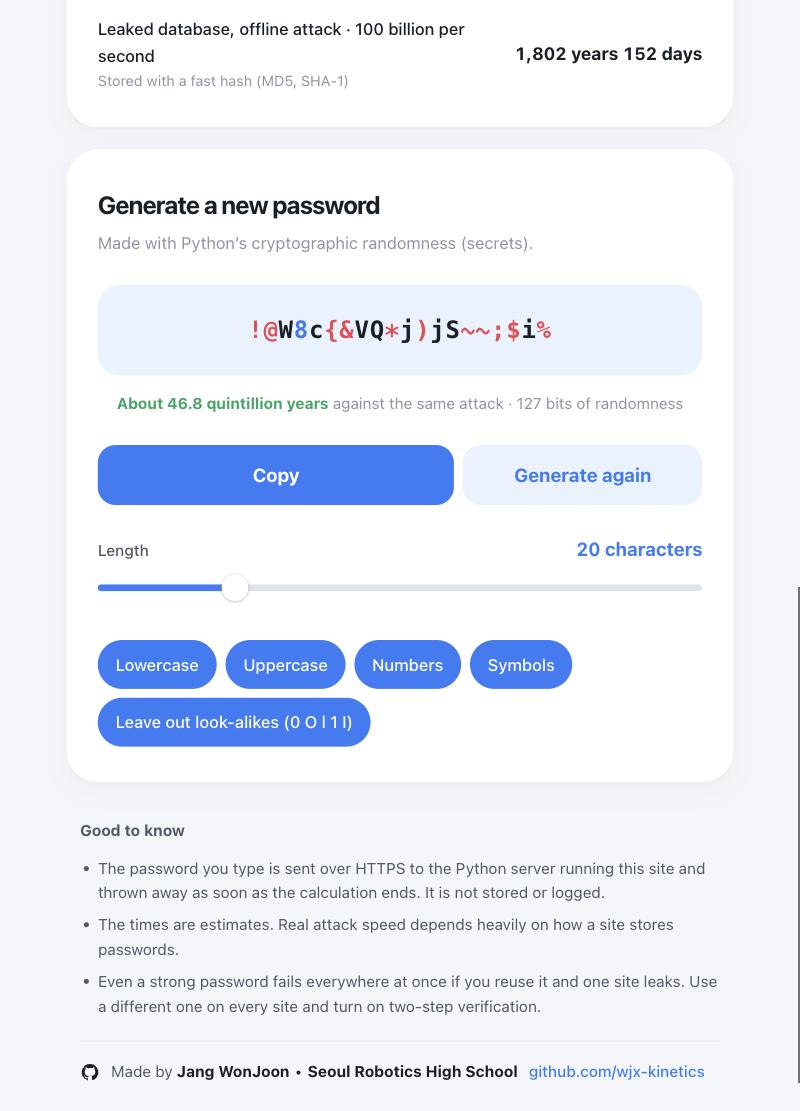 Leaked database, offline attack · 100 billion per
second
1,802 years 152 days
Stored with a fast hash (MD5, SHA-1)
Generate a new password
Made with Python's cryptographic randomness (secrets).
!@W8c{&VQ*j)jS~~;$i%
About 46.8 quintillion years against the same attack · 127 bits of randomness
Copy
Generate again
Length
20 characters
Lowercase
Uppercase
Numbers
Symbols
Leave out look-alikes (0 O l 1 I)
Good to know
• The password you type is sent over HTTPS to the Python server running this site and
thrown away as soon as the calculation ends. It is not stored or logged.
• The times are estimates. Real attack speed depends heavily on how a site stores
passwords.
• Even a strong password fails everywhere at once if you reuse it and one site leaks. Use
a different one on every site and turn on two-step verification.
Made by Jang WonJoon • Seoul Robotics High School github.com/wjx-kinetics